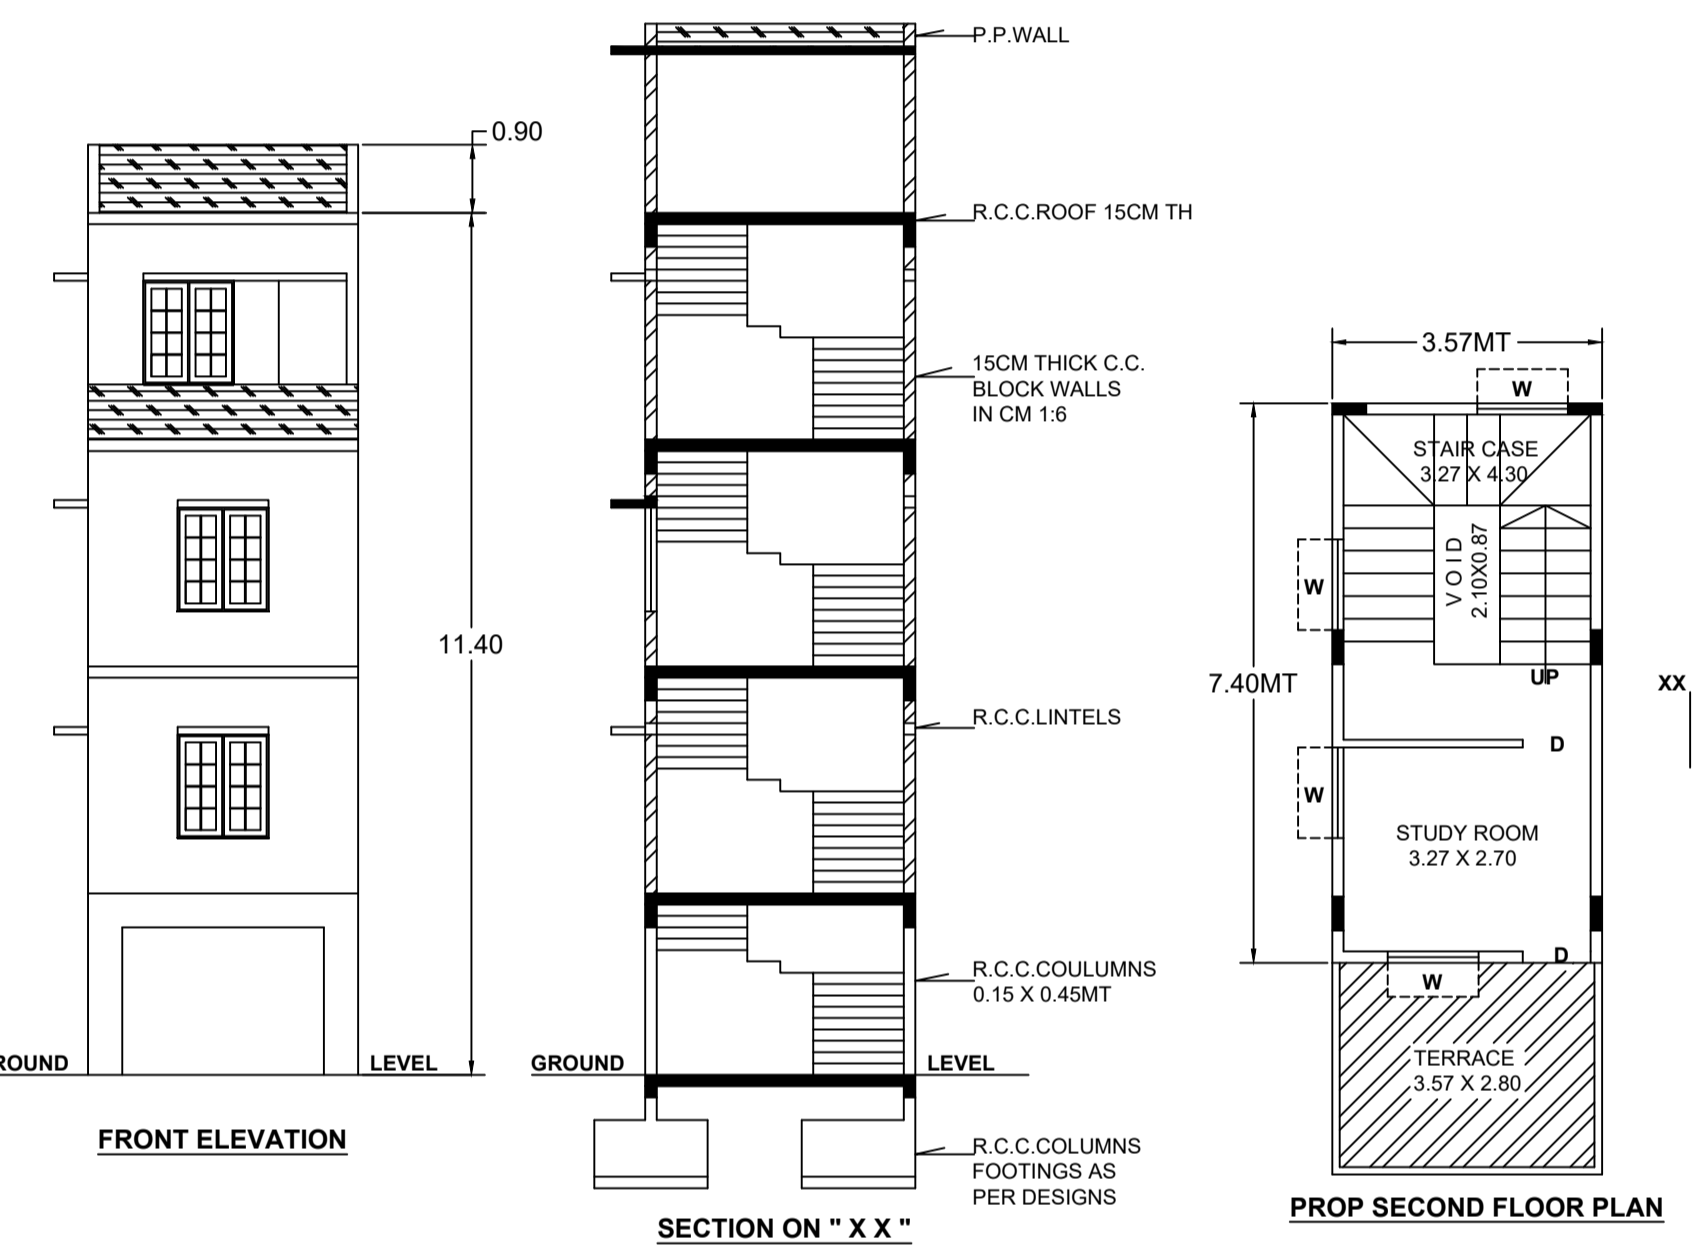 0.90
11.40
ROUND
LEVEL
FRONT ELEVATION
P.P.WALL
R.C.C.ROOF 15CM TH
15CM THICK C.C.
BLOCK WALLS
IN CM 1:6
R.C.C.LINTELS
R.C.C.COULUMNS
0.15 X 0.45MT
GROUND
LEVEL
R.C.C.COLUMNS
FOOTINGS AS
PER DESIGNS
SECTION ON " X X "
3.57MT
W
STAIR CASE
3.27 X 4.30
W
VOID
2.10X0.87
7.40MT
UP
XX
D
W
STUDY ROOM
3.27 X 2.70
D
W
TERRACE
3.57 X 2.80
PROP SECOND FLOOR PLAN